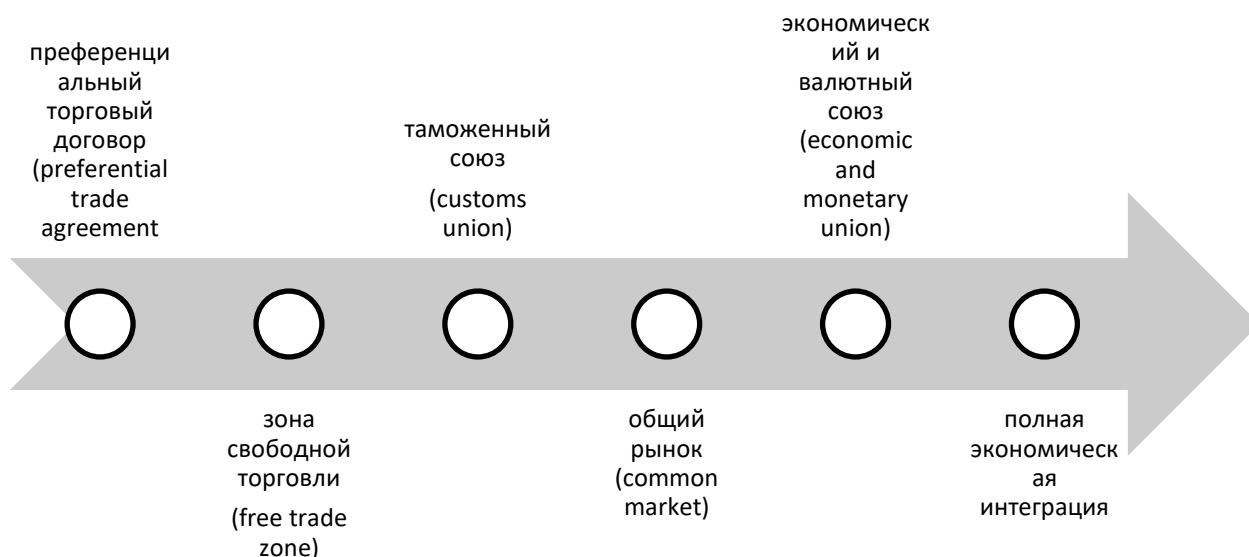 преференци
альный
торговый
договор
(preferential
trade
agreement
зона
свободной
торговли
(free trade
zone)
таможенный
союз
(customs
union)
общий
рынок
(common
market)
экономическ
ий и
валютный
союз
(economic
and
monetary
union)
полная
экономическ
ая
интеграция